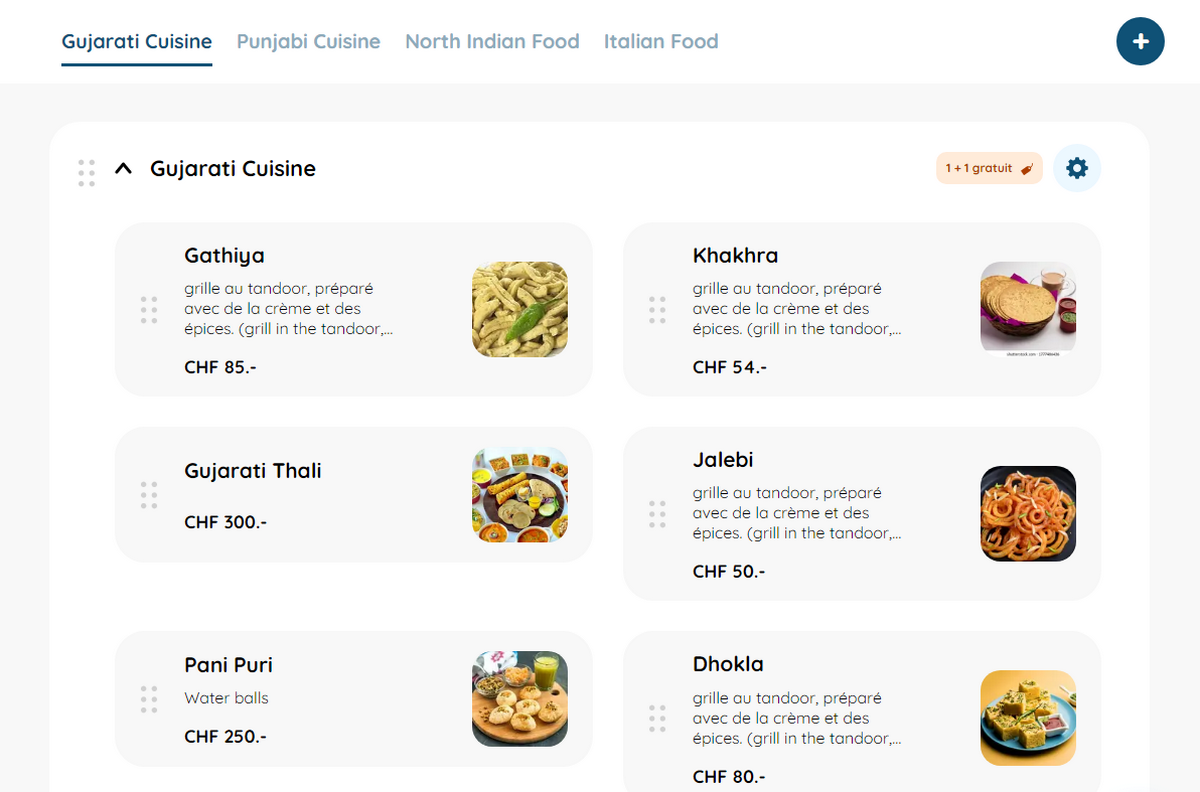 Gujarati Cuisine Punjabi Cuisine North Indian Food Italian Food
Gujarati Cuisine
1 + 1 gratuit
Gathiya
grille au tandoor, préparé
avec de la crème et des
épices. (grill in the tandoor,...
CHF 85.-
Khakhra
grille au tandoor, préparé
avec de la crème et des
épices. (grill in the tandoor,...
CHF 54.-
Gujarati Thali
CHF 300.-
Jalebi
grille au tandoor, préparé
avec de la crème et des
épices. (grill in the tandoor,...
CHF 50.-
Pani Puri
Water balls
CHF 250.-
Dhokla
grille au tandoor, préparé
avec de la crème et des
épices. (grill in the tandoor,...
CHF 80.-